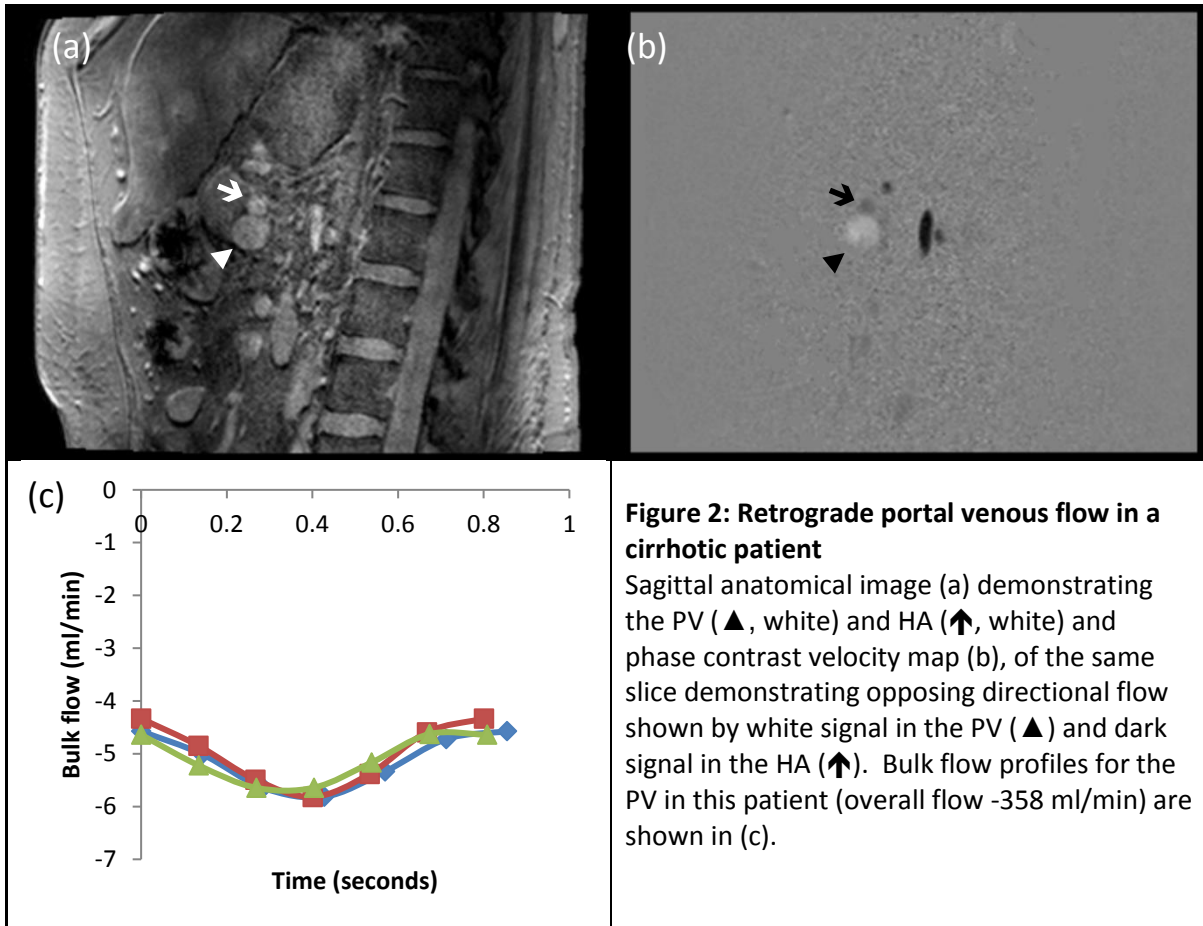 (a)
(b)
(c)
0
-1
-2
-3
-4
-5
-6
-7
0
0.2
0.4
0.6
0.8
1
Bulk flow (ml/min)
Time (seconds)
Figure 2: Retrograde portal venous flow in a
cirrhotic patient
Sagittal anatomical image (a) demonstrating
the PV (▲, white) and HA (🡩, white) and
phase contrast velocity map (b), of the same
slice demonstrating opposing directional flow
shown by white signal in the PV (▲) and dark
signal in the HA (🡩). Bulk flow profiles for the
PV in this patient (overall flow -358 ml/min) are
shown in (c).